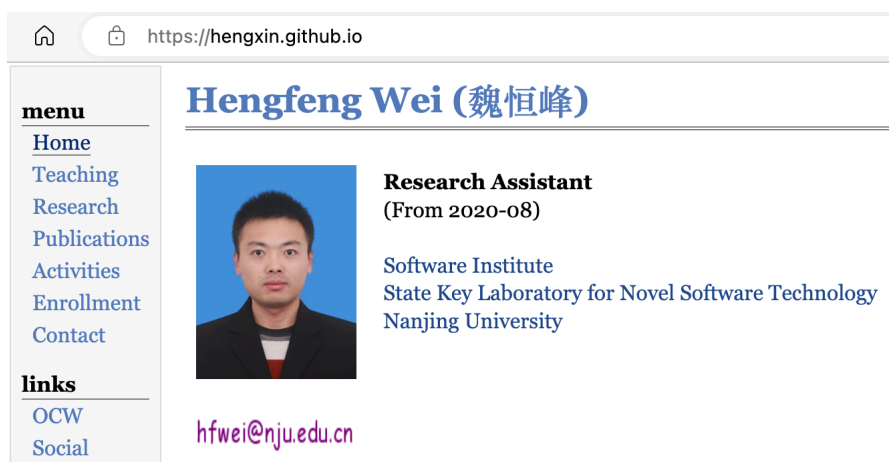 https://hengxin.github.io
menu
Home
Teaching
Research
Publications
Activities
Enrollment
Contact
links
OCW
Social
Hengfeng Wei (魏恒峰)
Research Assistant
(From 2020-08)
Software Institute
State Key Laboratory for Novel Software Technology
Nanjing University
hfwei@nju.edu.cn